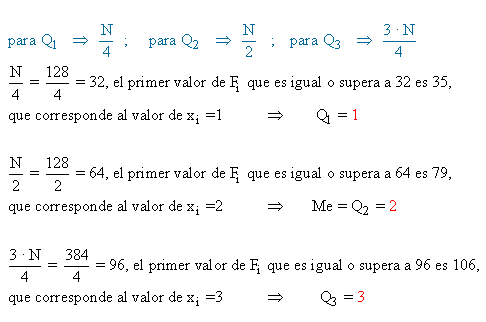 para Q₁ ⇒ N/4 ; para Q₂ ⇒ N/2 ; para Q₃ ⇒ 3 · N/4
N/4 = 128/4 = 32, el primer valor de Fᵢ que es igual o supera a 32 es 35,
que corresponde al valor de xᵢ =1 ⇒ Q₁ = 1
N/2 = 128/2 = 64, el primer valor de Fᵢ que es igual o supera a 64 es 79,
que corresponde al valor de xᵢ =2 ⇒ Me = Q₂ = 2
3 · N/4 = 384/4 = 96, el primer valor de Fᵢ que es igual o supera a 96 es 106,
que corresponde al valor de xᵢ =3 ⇒ Q₃ = 3